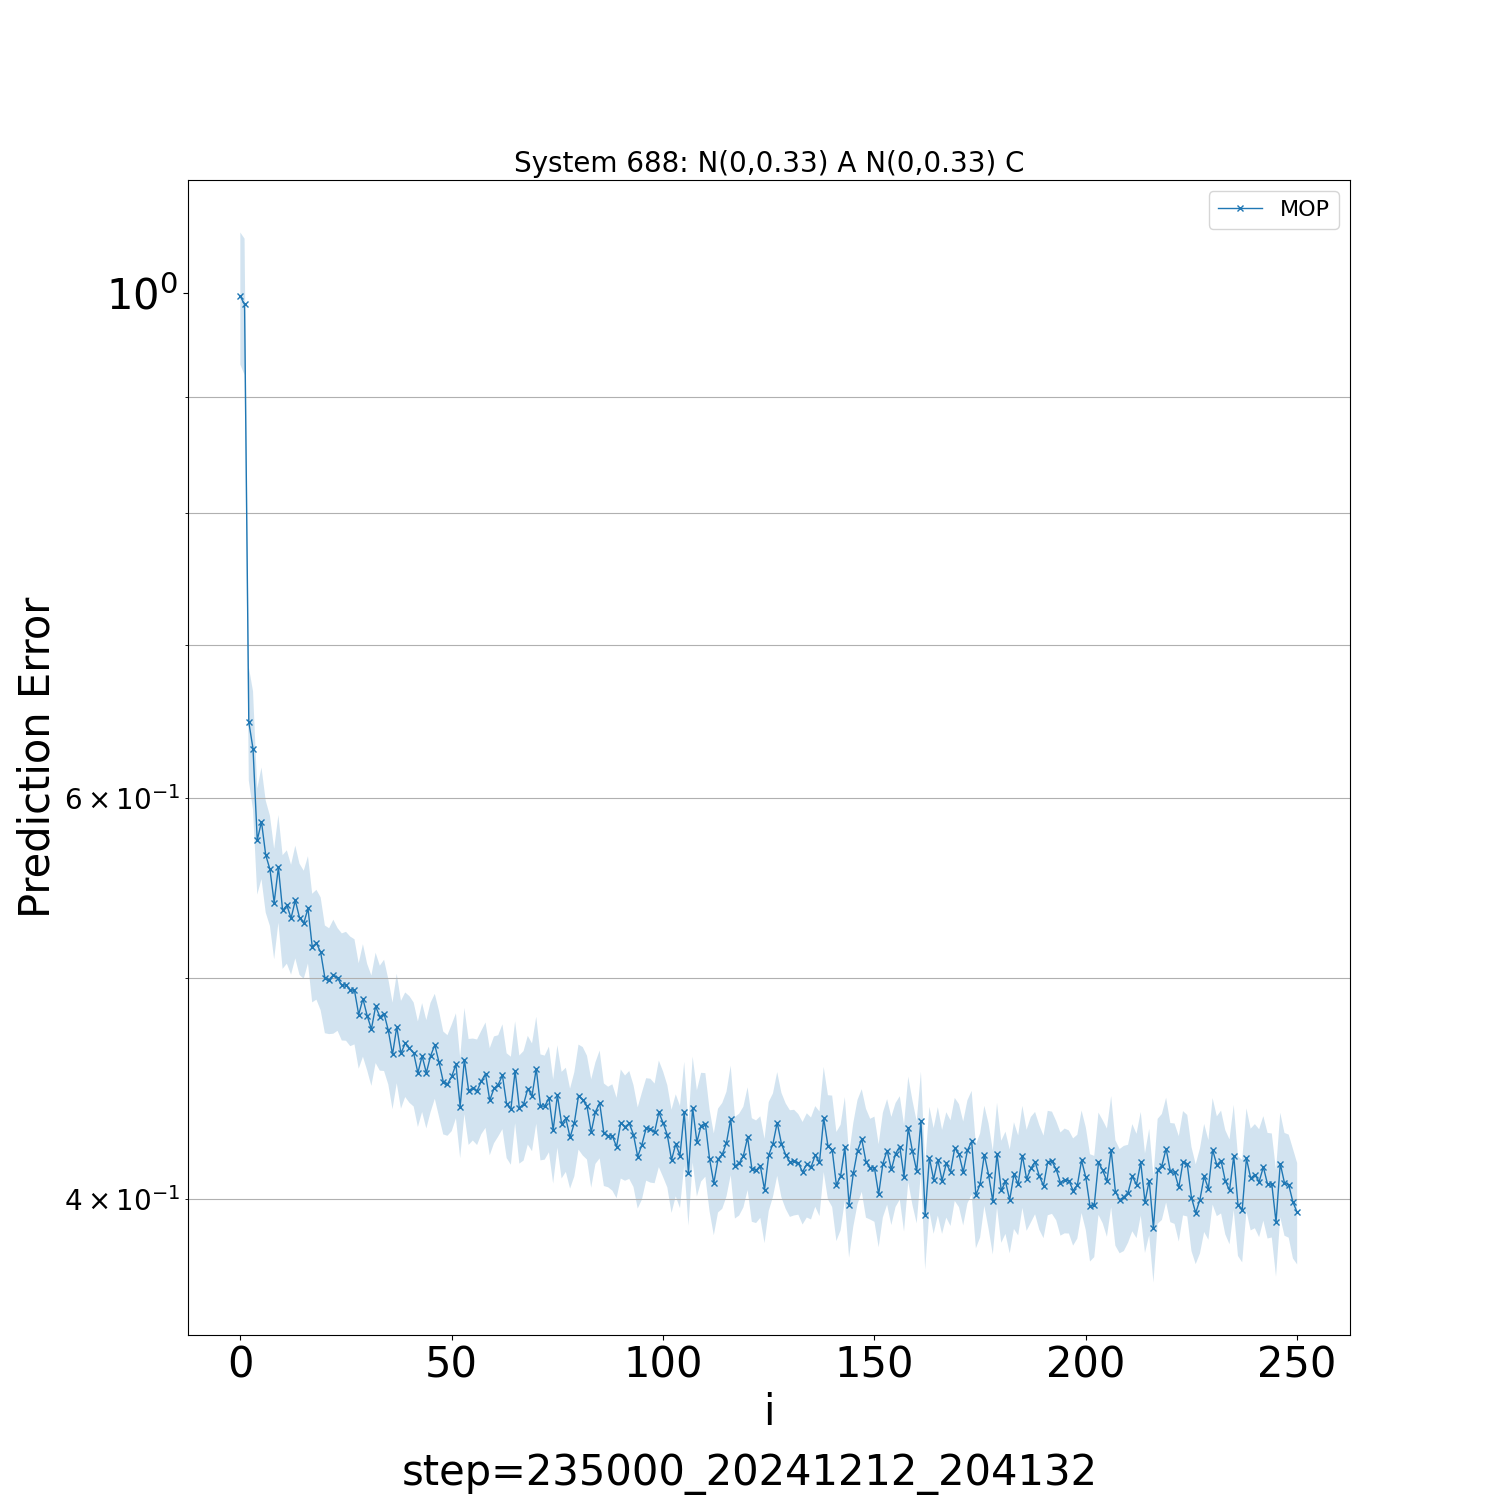 System 688: N(0,0.33) A N(0,0.33) C
MOP
10⁰
6 × 10⁻¹
4 × 10⁻¹
Prediction Error
0 50 100 150 200 250
i
step=235000_20241212_204132